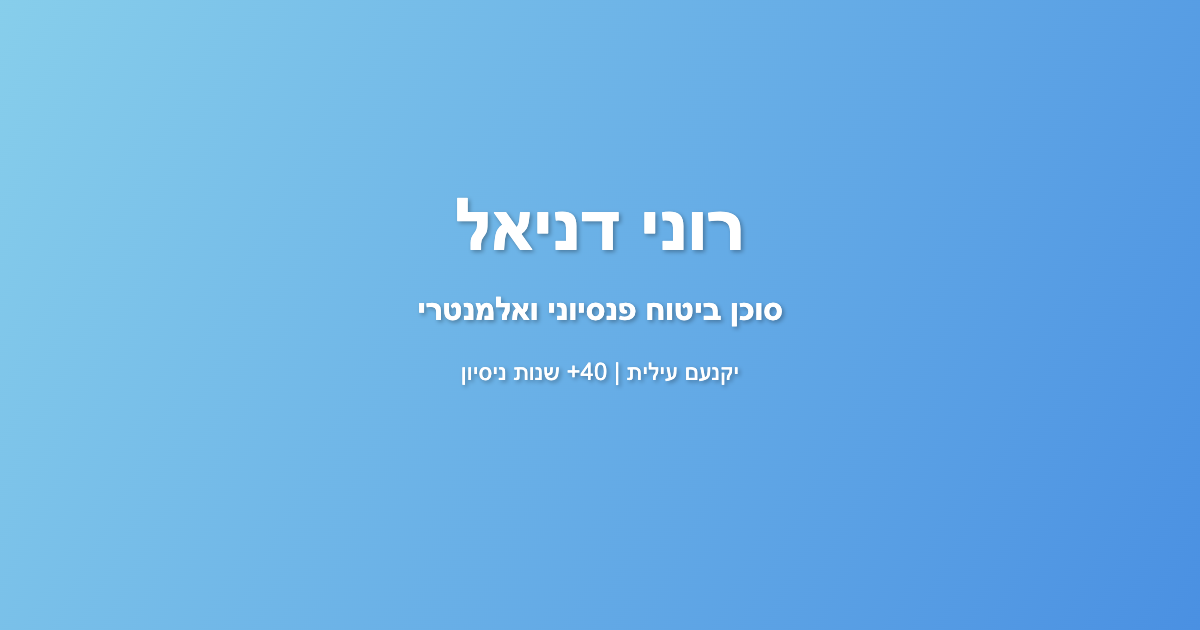 רוני דניאל
סוכן ביטוח פנסיוני ואלמנטרי
יקנעם עילית | 40+ שנות ניסיון